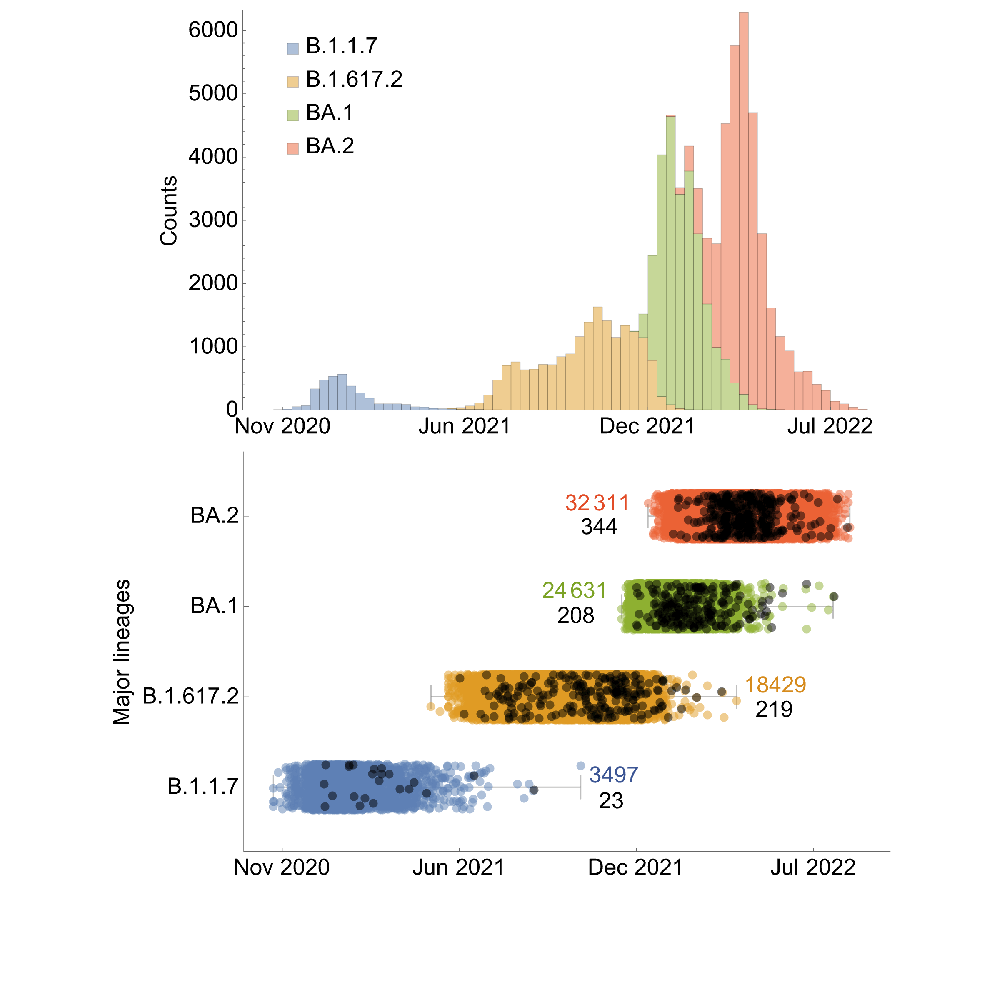 6000
5000
4000
3000
2000
1000
0
Counts
B.1.1.7
B.1.617.2
BA.1
BA.2
Nov 2020 Jun 2021 Dec 2021 Jul 2022
Major lineages
BA.2
32 311
344
BA.1
24 631
208
B.1.617.2
18429
219
B.1.1.7
3497
23
Nov 2020 Jun 2021 Dec 2021 Jul 2022